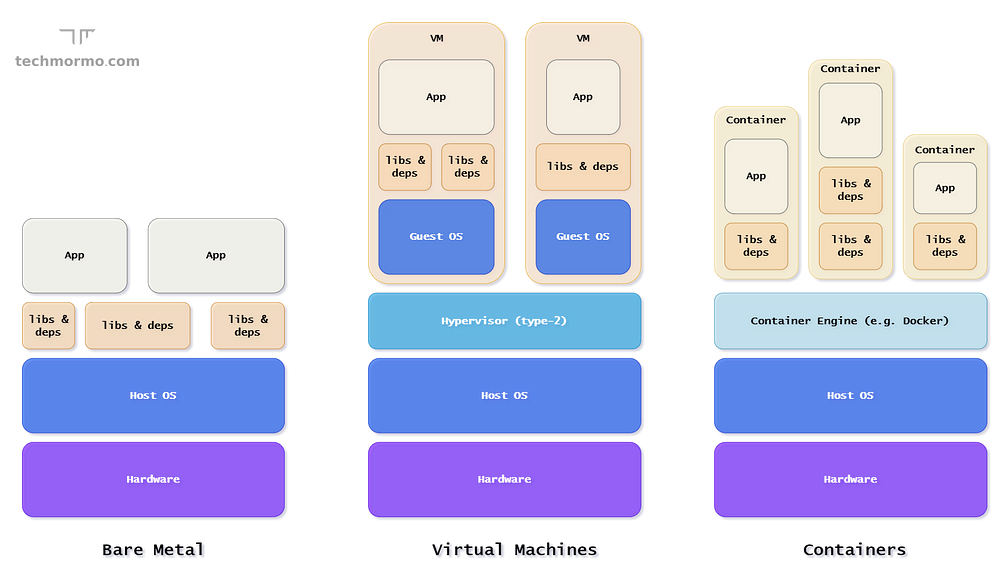 techmormo.com
App
App
libs &
deps
libs & deps
libs &
deps
Host OS
Hardware
Bare Metal
VM
App
libs &
deps
libs &
deps
Guest OS
VM
App
libs & deps
Guest OS
Hypervisor (type-2)
Host OS
Hardware
Virtual Machines
Container
App
libs &
deps
Container
App
libs &
deps
libs &
deps
Container
App
libs &
deps
Container Engine (e.g. Docker)
Host OS
Hardware
Containers